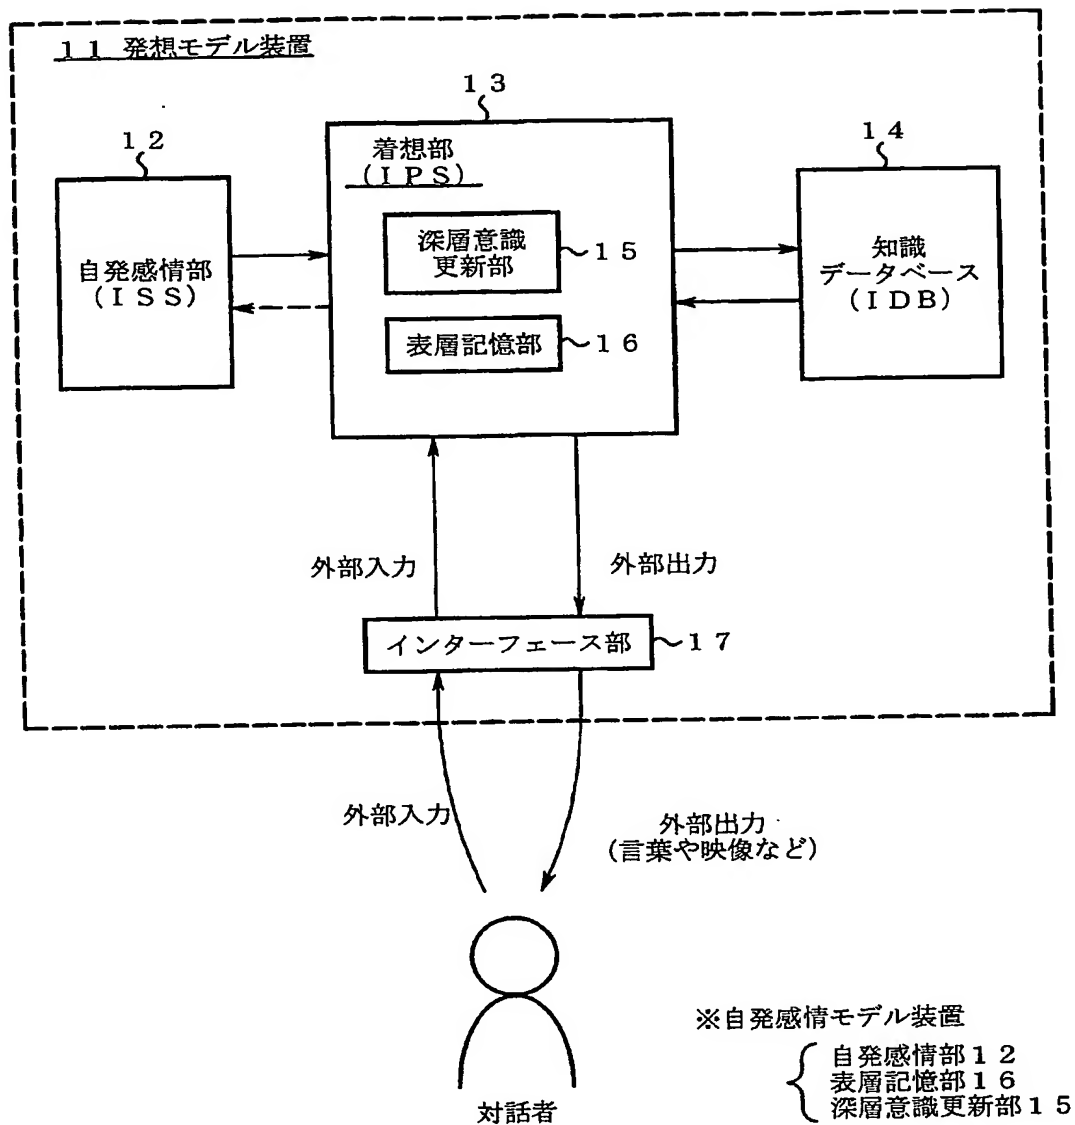 11 発想モデル装置
13
12
14
着想部
(IPS)
深層意識
更新部
15
表層記憶部
16
自発感情部
(ISS)
知識
データベース
(IDB)
外部入力
外部出力
インターフェース部
17
外部入力
外部出力
(言葉や映像など)
対話者
※自発感情モデル装置
自発感情部12
表層記憶部16
深層意識更新部15